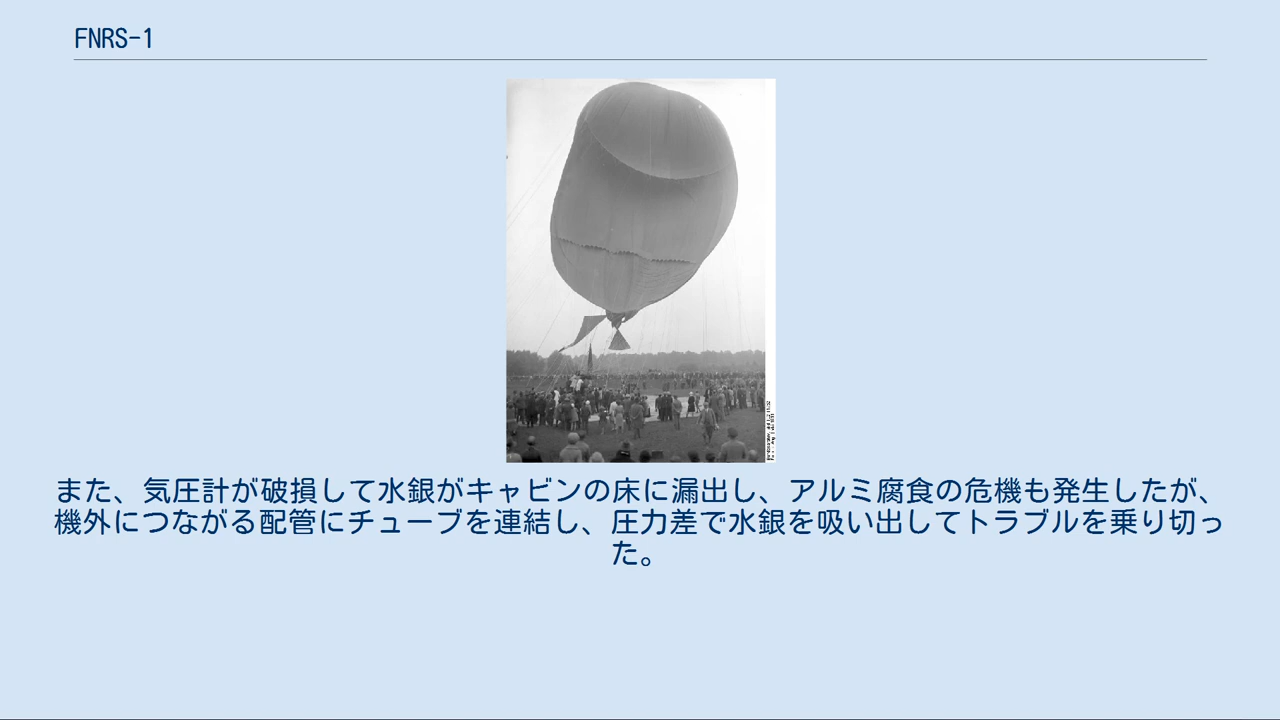 FNRS-1
また、気圧計が破損して水銀がキャビンの床に漏出し、アルミ腐食の危機も発生したが、
機外につながる配管にチューブを連結し、圧力差で水銀を吸い出してトラブルを乗り切っ
た。